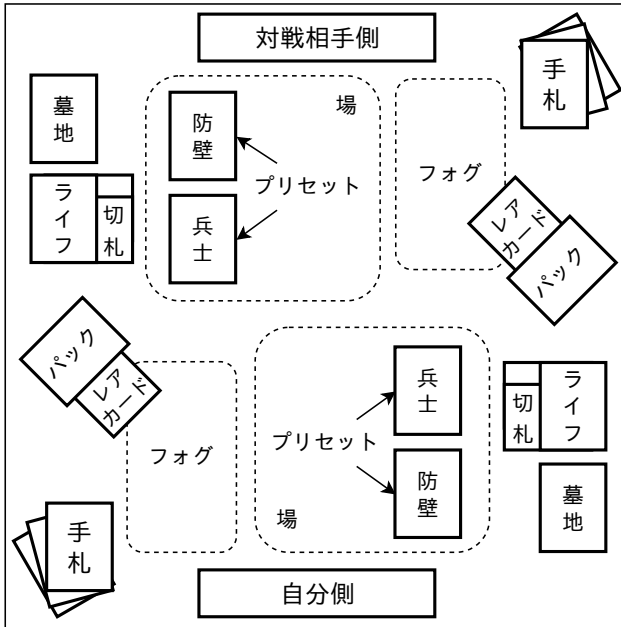 対戦相手側
手札
墓地
防壁
場
プリセット
フォグ
ライフ
切札
兵士
レア
カード
パック
パック
レア
カード
フォグ
兵士
プリセット
防壁
場
切札
ライフ
墓地
手札
自分側